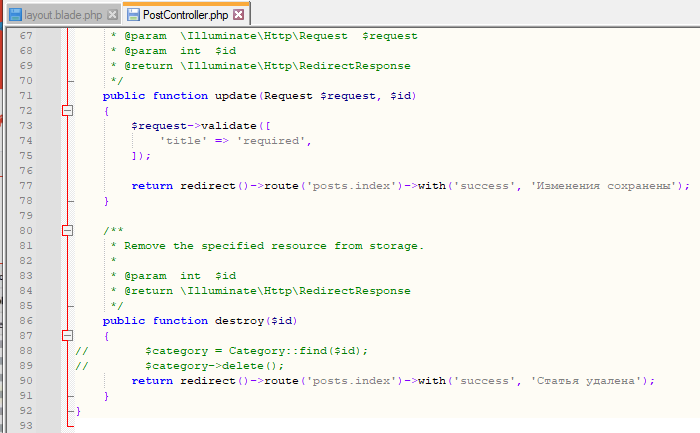 layout.blade.php PostController.php
67 * @param \Illuminate\Http\Request $request
68 * @param int $id
69 * @return \Illuminate\Http\RedirectResponse
70 */
71 public function update(Request $request, $id)
72 {
73 $request->validate([
74 'title' => 'required',
75 ]);
76
77 return redirect()->route('posts.index')->with('success', 'Изменения сохранены');
78 }
79
80 /**
81 * Remove the specified resource from storage.
82 *
83 * @param int $id
84 * @return \Illuminate\Http\RedirectResponse
85 */
86 public function destroy($id)
87 {
88 // $category = Category::find($id);
89 // $category->delete();
90 return redirect()->route('posts.index')->with('success', 'Статья удалена');
91 }
92 }
93